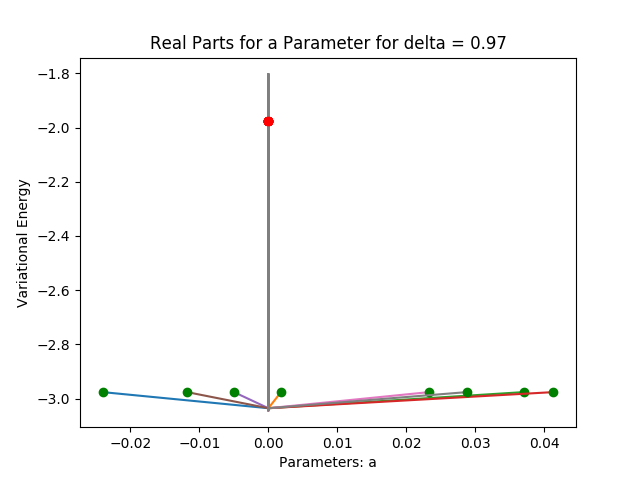 Real Parts for a Parameter for delta = 0.97
Variational Energy
−1.8
−2.0
−2.2
−2.4
−2.6
−2.8
−3.0
−0.02 −0.01 0.00 0.01 0.02 0.03 0.04
Parameters: a